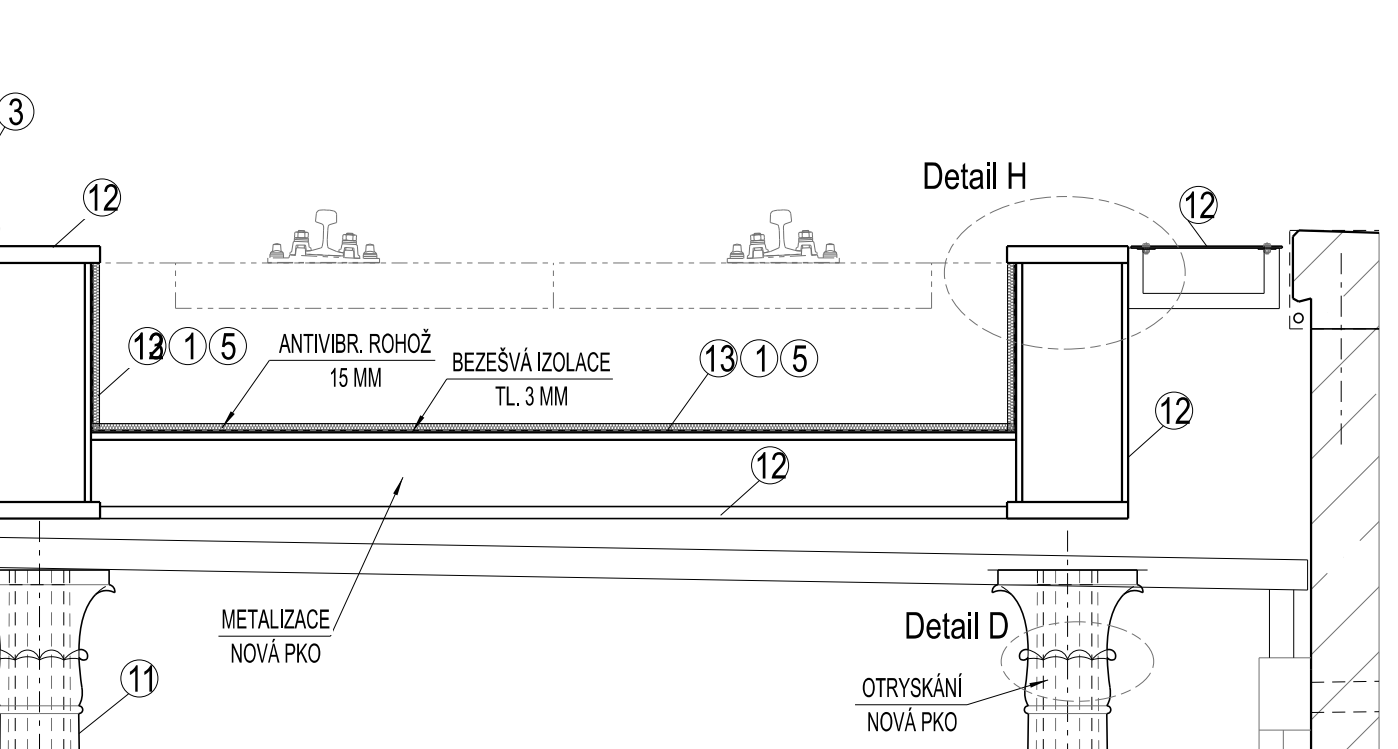 3
Detail H
12
12
12 1 5
ANTIVIBR. ROHOŽ
15 MM
BEZEŠVÁ IZOLACE
TL. 3 MM
13 1 5
12
12
METALIZACE
NOVÁ PKO
Detail D
11
OTRYSKÁNÍ
NOVÁ PKO